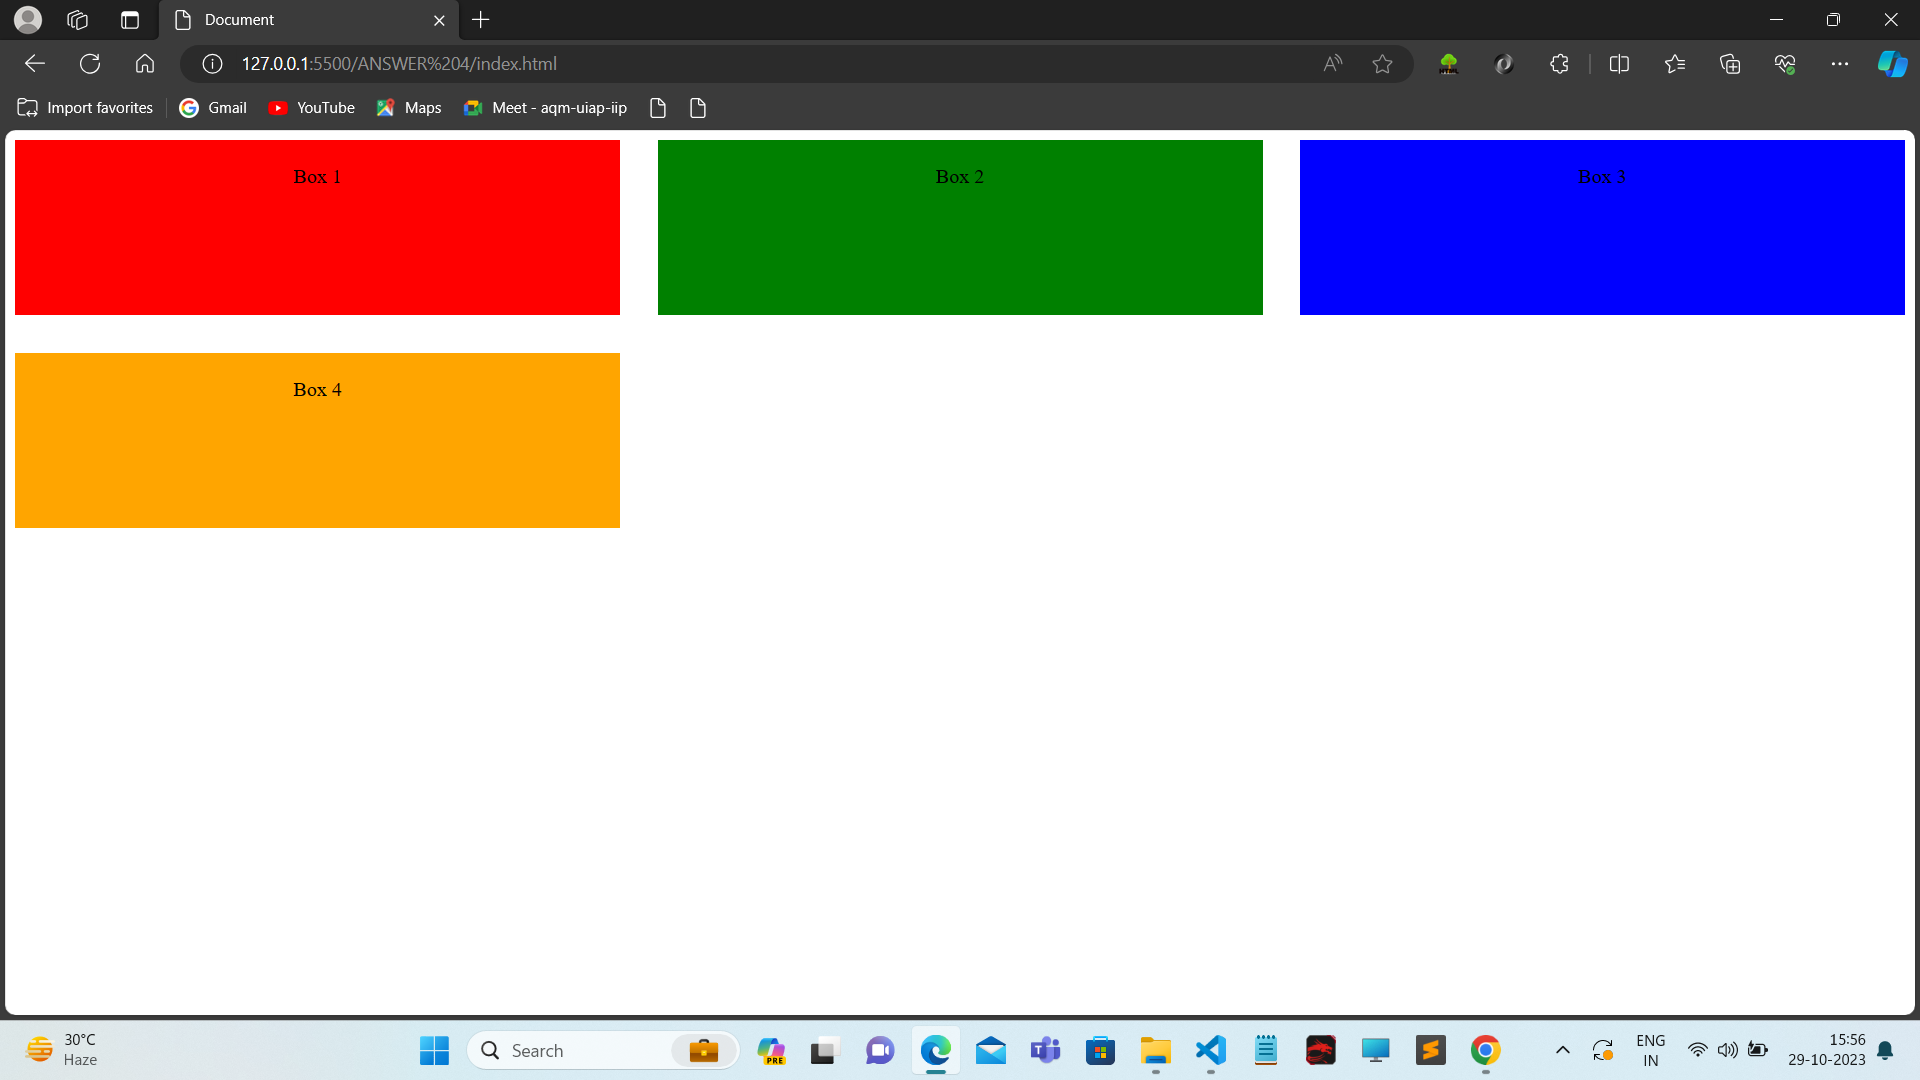 Document
127.0.0.1:5500/ANSWER%204/index.html
Import favorites
Gmail
YouTube
Maps
Meet - aqm-uiap-iip
Box 1
Box 2
Box 3
Box 4
30°C
Haze
Search
PRE
ENG
IN
15:56
29-10-2023